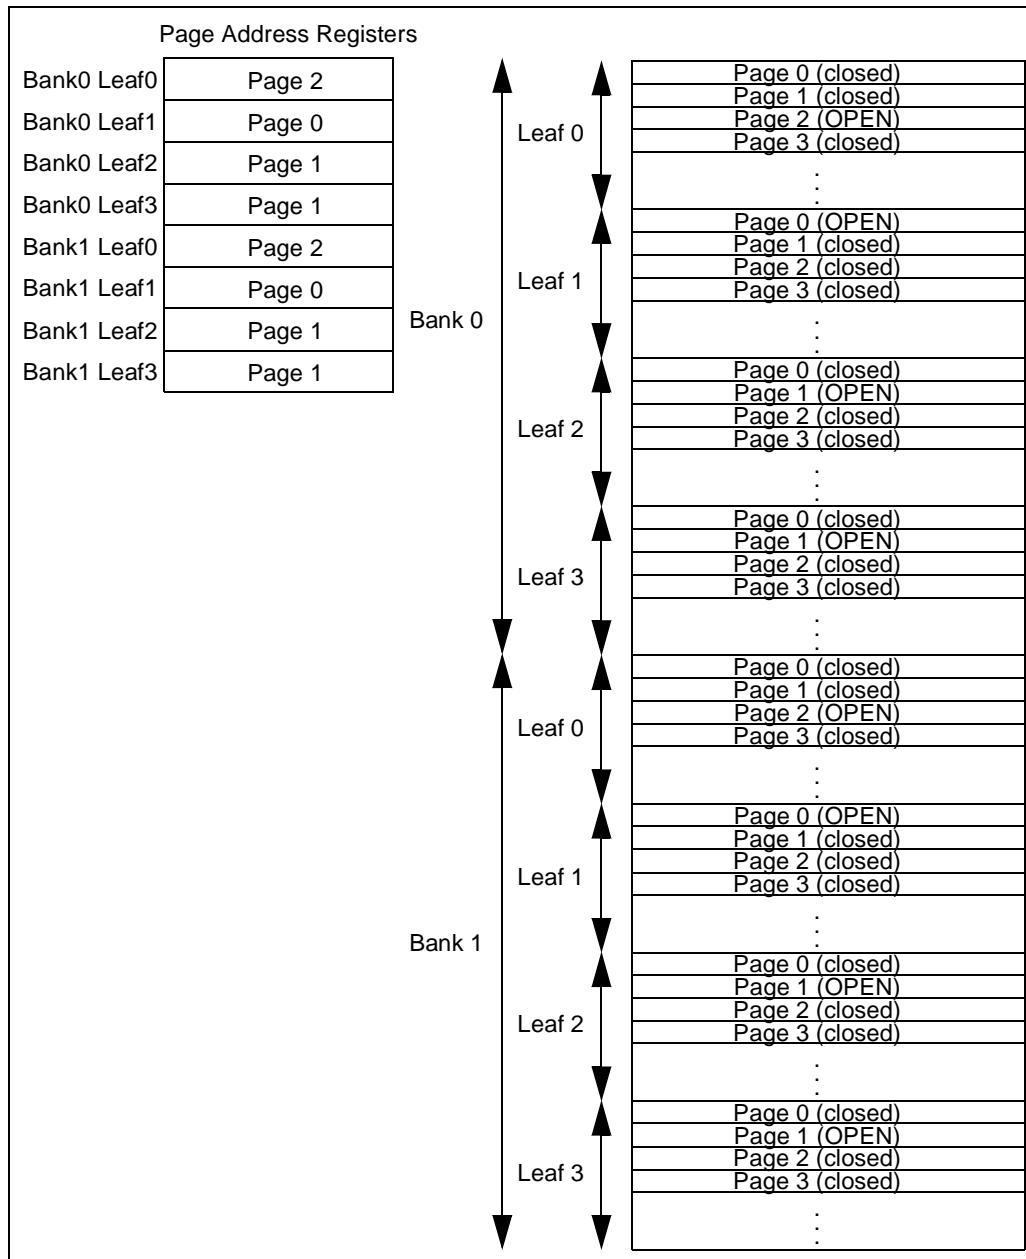 Page Address Registers
Bank0 Leaf0 Page 2
Bank0 Leaf1 Page 0
Bank0 Leaf2 Page 1
Bank0 Leaf3 Page 1
Bank1 Leaf0 Page 2
Bank1 Leaf1 Page 0
Bank1 Leaf2 Page 1
Bank1 Leaf3 Page 1
Bank 0
Leaf 0
Page 0 (closed)
Page 1 (closed)
Page 2 (OPEN)
Page 3 (closed)
.
.
.
Leaf 1
Page 0 (OPEN)
Page 1 (closed)
Page 2 (closed)
Page 3 (closed)
.
.
.
Leaf 2
Page 0 (closed)
Page 1 (OPEN)
Page 2 (closed)
Page 3 (closed)
.
.
.
Leaf 3
Page 0 (closed)
Page 1 (OPEN)
Page 2 (closed)
Page 3 (closed)
.
.
.
Bank 1
Leaf 0
Page 0 (closed)
Page 1 (closed)
Page 2 (OPEN)
Page 3 (closed)
.
.
.
Leaf 1
Page 0 (OPEN)
Page 1 (closed)
Page 2 (closed)
Page 3 (closed)
.
.
.
Leaf 2
Page 0 (closed)
Page 1 (OPEN)
Page 2 (closed)
Page 3 (closed)
.
.
.
Leaf 3
Page 0 (closed)
Page 1 (OPEN)
Page 2 (closed)
Page 3 (closed)
.
.
.